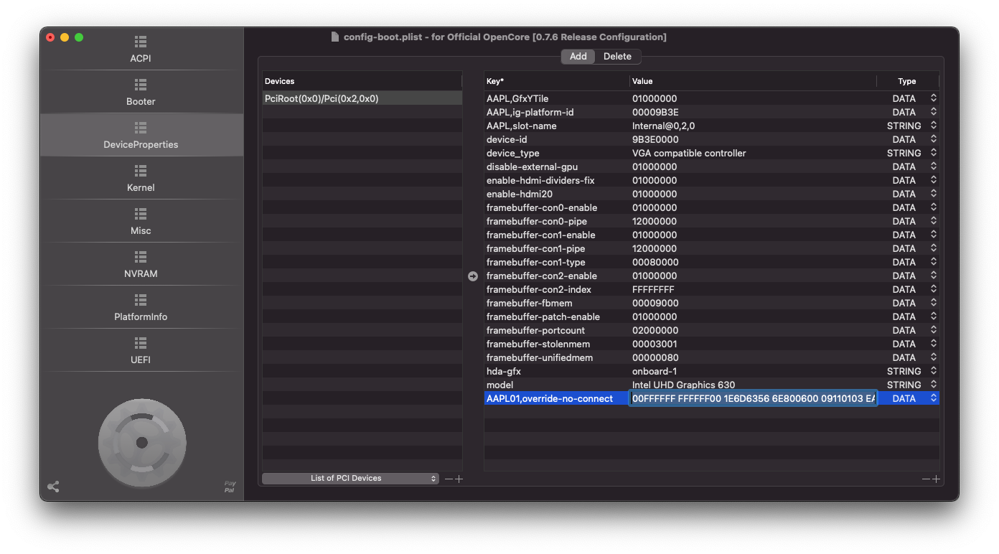 config-boot.plist - for Official OpenCore [0.7.6 Release Configuration]
ACPI
Booter
DeviceProperties
Kernel
Misc
NVRAM
PlatformInfo
UEFI
Pay
Pal
Add Delete
Devices
PciRoot(0x0)/Pci(0x2,0x0)
List of PCI Devices
Key* Value Type
AAPL,GfxYTile 01000000 DATA
AAPL,ig-platform-id 00009B3E DATA
AAPL,slot-name Internal@0,2,0 STRING
device-id 9B3E0000 DATA
device_type VGA compatible controller STRING
disable-external-gpu 01000000 DATA
enable-hdmi-dividers-fix 01000000 DATA
enable-hdmi20 01000000 DATA
framebuffer-con0-enable 01000000 DATA
framebuffer-con0-pipe 12000000 DATA
framebuffer-con1-enable 01000000 DATA
framebuffer-con1-pipe 12000000 DATA
framebuffer-con1-type 00080000 DATA
framebuffer-con2-enable 01000000 DATA
framebuffer-con2-index FFFFFFFF DATA
framebuffer-fbmem 00009000 DATA
framebuffer-patch-enable 01000000 DATA
framebuffer-portcount 02000000 DATA
framebuffer-stolenmem 00003001 DATA
framebuffer-unifiedmem 00000080 DATA
hda-gfx onboard-1 STRING
model Intel UHD Graphics 630 STRING
AAPL01,override-no-connect 00FFFFFF FFFFFF00 1E6D6356 6E800600 09110103 EA DATA